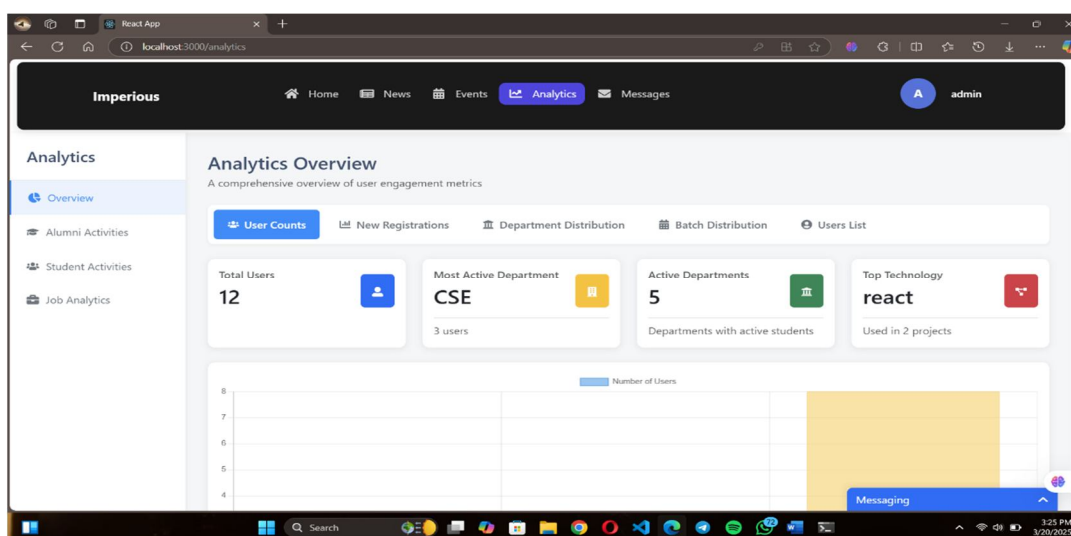 React App
localhost:3000/analytics
Imperious
Home News Events Analytics Messages
A admin
Analytics
Overview
Alumni Activities
Student Activities
Job Analytics
Analytics Overview
A comprehensive overview of user engagement metrics
User Counts New Registrations Department Distribution Batch Distribution Users List
Total Users
12
Most Active Department
CSE
3 users
Active Departments
5
Departments with active students
Top Technology
react
Used in 2 projects
Number of Users
8
7
6
5
4
Messaging
Search
72
3:25 PM
3/20/2025